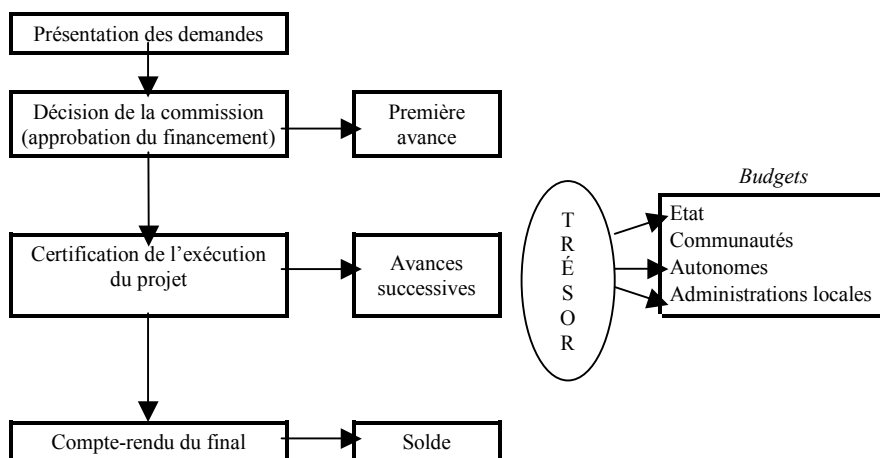 Présentation des demandes
Décision de la commission
(approbation du financement)
Première
avance
Certification de l’exécution
du projet
Avances
successives
Compte-rendu du final
Solde
T
R
É
S
O
R
Budgets
Etat
Communautés
Autonomes
Administrations locales